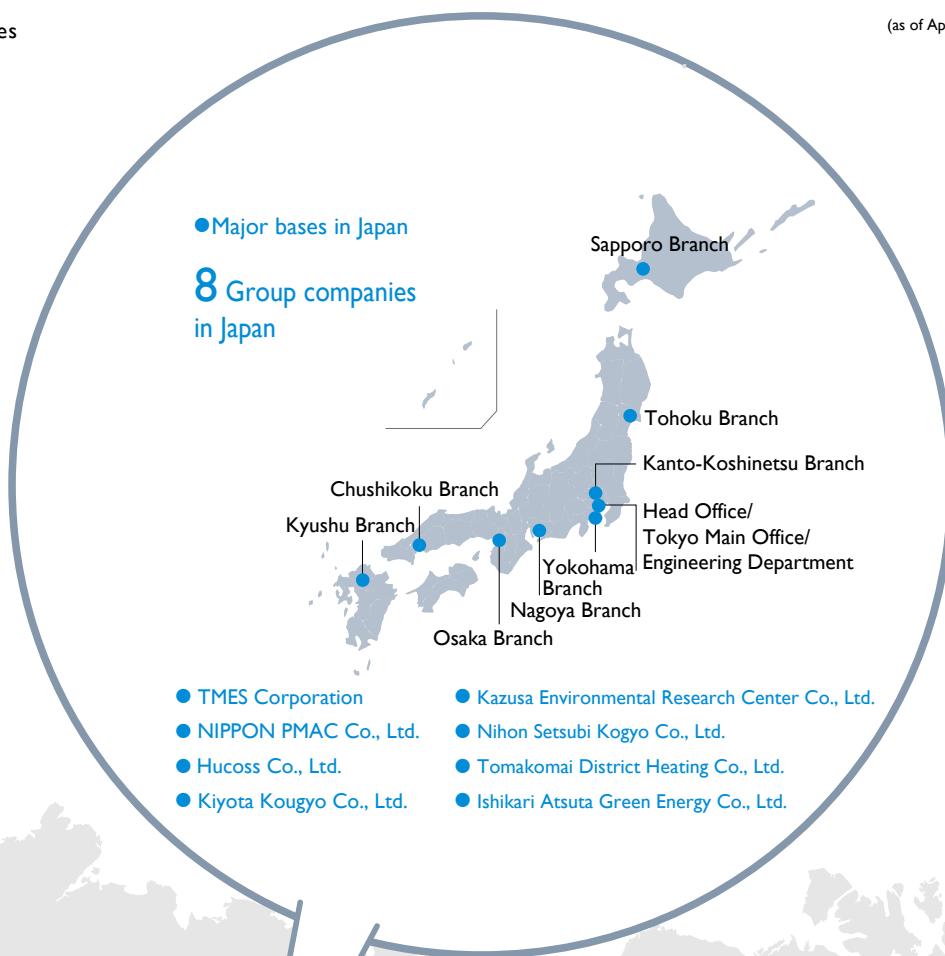 (as of
Major bases in Japan
8 Group companies
in Japan
Sapporo Branch
Tohoku Branch
Kanto-Koshinetsu Branch
Head Office/
Tokyo Main Office/
Engineering Department
Chushikoku Branch
Kyushu Branch
Yokohama
Branch
Nagoya Branch
Osaka Branch
TMES Corporation
NIPPON PMAC Co., Ltd.
Hucoss Co., Ltd.
Kiyota Kougyo Co., Ltd.
Kazusa Environmental Research Center Co., Ltd.
Nihon Setsubi Kogyo Co., Ltd.
Tomakomai District Heating Co., Ltd.
Ishikari Atsuta Green Energy Co., Ltd.